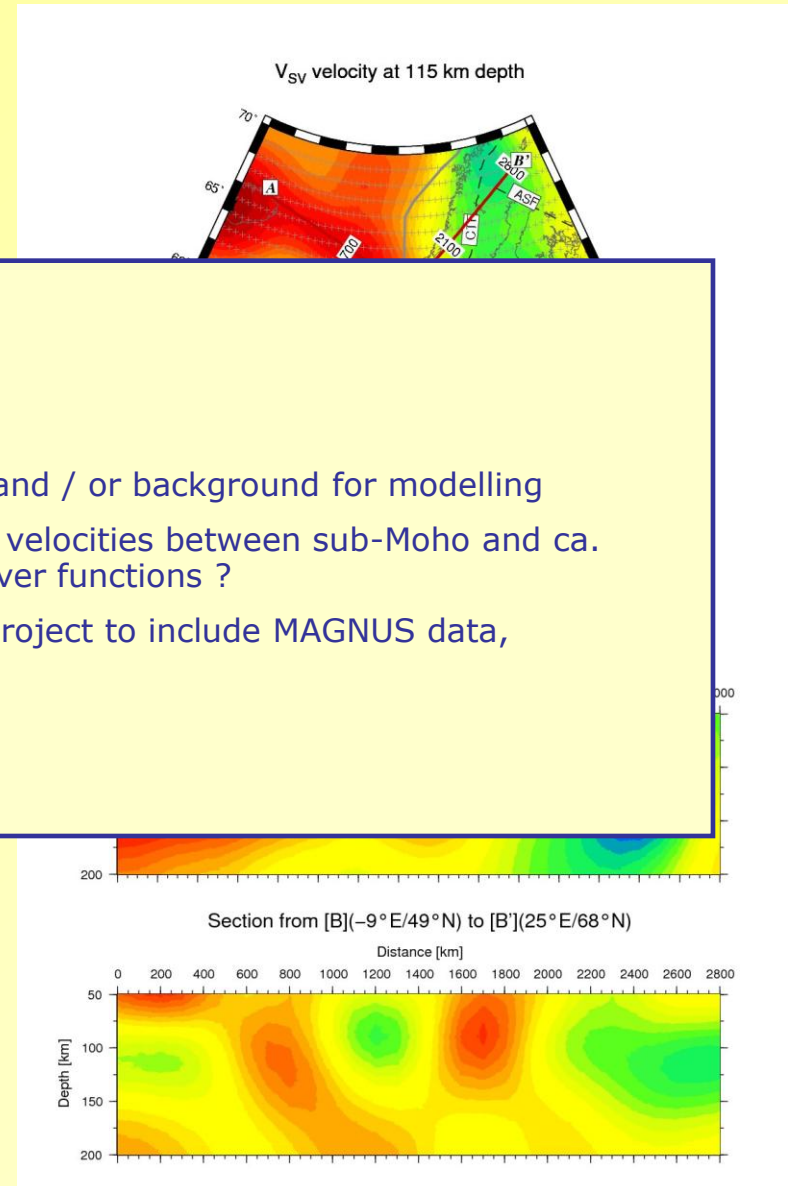 V_SV velocity at 115 km depth
70°
65°
A
B'
2600
ASF
700
2100
and / or background for modelling
velocities between sub-Moho and ca.
ver functions ?
roject to include MAGNUS data,
000
200
Section from [B](–9°E/49°N) to [B'](25°E/68°N)
Distance [km]
0 200 400 600 800 1000 1200 1400 1600 1800 2000 2200 2400 2600 2800
Depth [km]
50
100
150
200